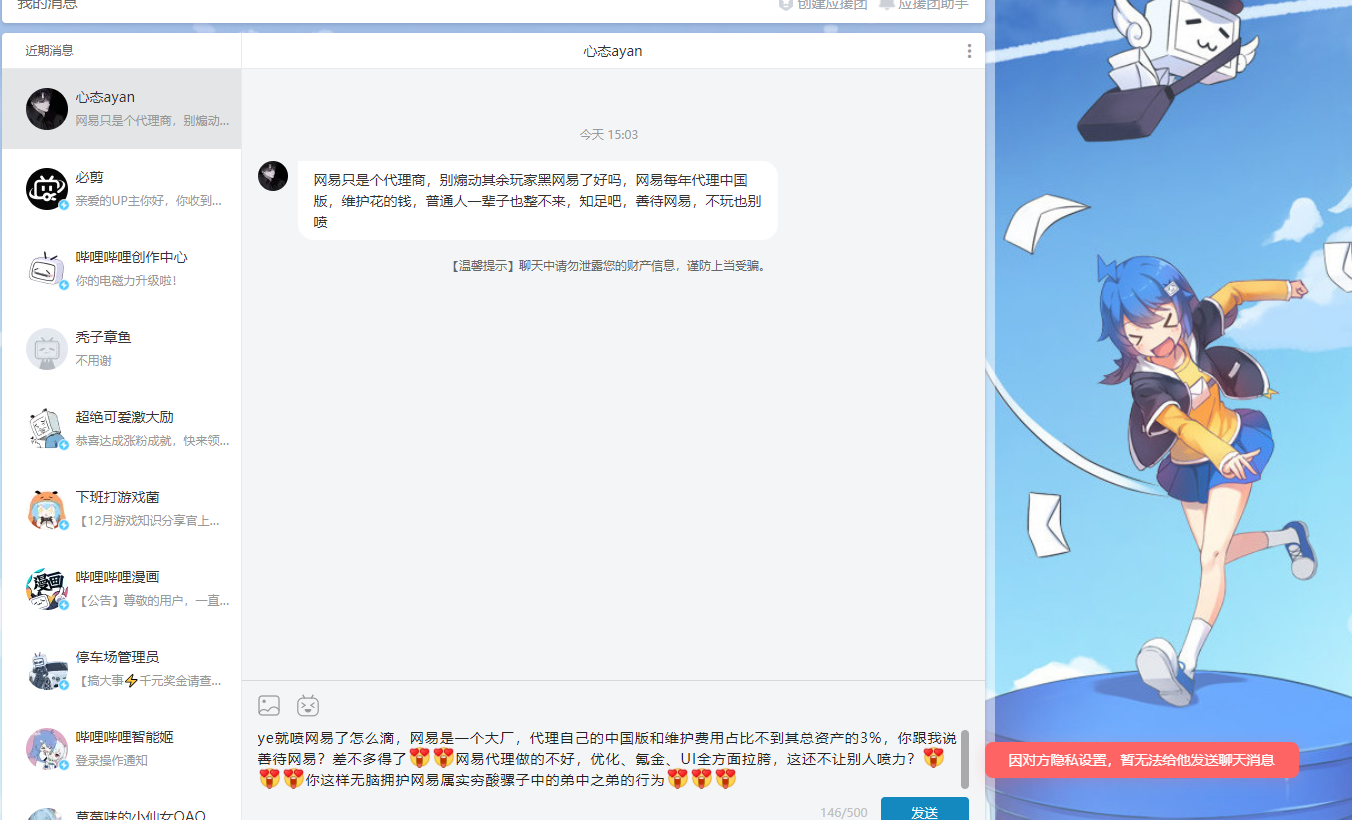 我的消息
创建应援团 应援团助手
近期消息
心态ayan
心态ayan
网易只是个代理商，别煽动...
必剪
亲爱的UP主你好，你收到...
哔哩哔哩创作中心
你的电磁力升级啦!
秃子章鱼
不用谢
超绝可爱激大励
恭喜达成涨粉成就，快来领...
下班打游戏菌
【12月游戏知识分享官上...
哔哩哔哩漫画
【公告】尊敬的用户，一直...
停车场管理员
【搞大事⚡千元奖金请查...
哔哩哔哩智能姬
登录操作通知
草莓味的小仙女QAQ
今天 15:03
网易只是个代理商，别煽动其余玩家黑网易了好吗，网易每年代理中国
版，维护花的钱，普通人一辈子也整不来，知足吧，善待网易，不玩也别
喷
【温馨提示】聊天中请勿泄露您的财产信息，谨防上当受骗。
ye就喷网易了怎么滴，网易是一个大厂，代理自己的中国版和维护费用占比不到其总资产的3%，你跟我说
善待网易？差不多得了😍😍网易代理做的不好，优化、氪金、UI全方面拉胯，这还不让别人喷力？😍
😍😍你这样无脑拥护网易属实穷酸骡子中的弟中之弟的行为😍😍😍
146/500
发送
因对方隐私设置，暂无法给他发送聊天消息
漫画